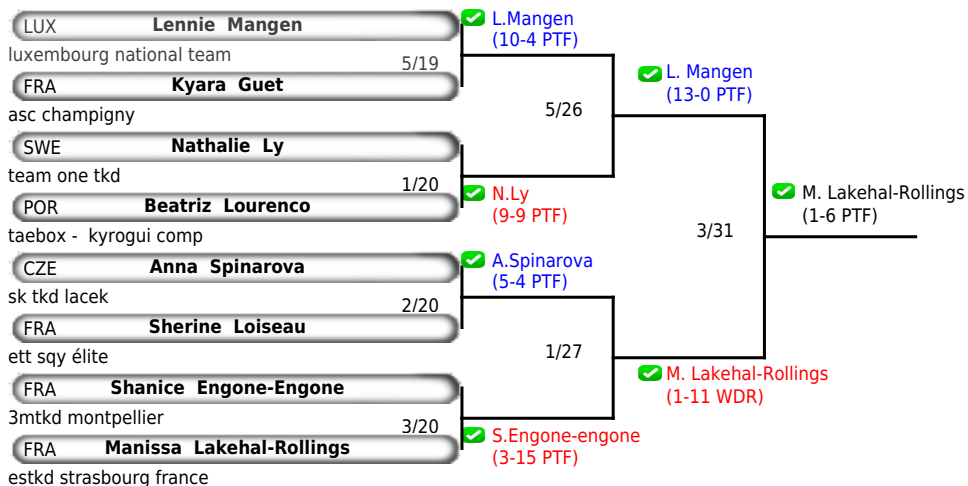 LUX Lennie Mangen
luxembourg national team
5/19
FRA Kyara Guet
asc champigny
SWE Nathalie Ly
team one tkd
1/20
POR Beatriz Lourenco
taebox - kyrogui comp
CZE Anna Spinarova
sk tkd lacek
2/20
FRA Sherine Loiseau
ett sqy élite
FRA Shanice Engone-Engone
3mtkd montpellier
3/20
FRA Manissa Lakehal-Rollings
estkd strasbourg france
L.Mangen
(10-4 PTF)
5/26
N.Ly
(9-9 PTF)
A.Spinarova
(5-4 PTF)
1/27
S.Engone-engone
(3-15 PTF)
L. Mangen
(13-0 PTF)
3/31
M. Lakehal-Rollings
(1-11 WDR)
M. Lakehal-Rollings
(1-6 PTF)